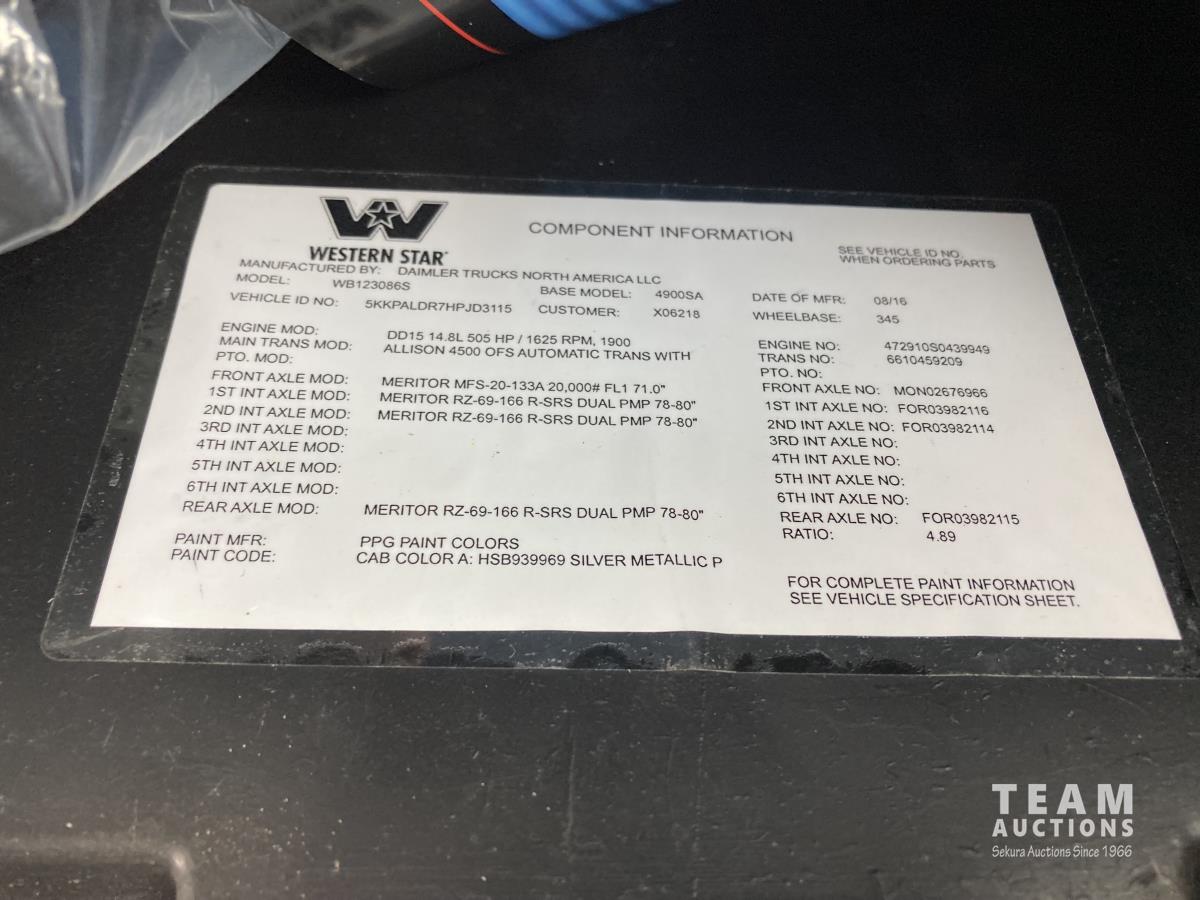 WESTERN STAR
COMPONENT INFORMATION
SEE VEHICLE ID NO.
WHEN ORDERING PARTS
MANUFACTURED BY: DAIMLER TRUCKS NORTH AMERICA LLC
MODEL: WB123086S BASE MODEL: 4900SA DATE OF MFR: 08/16
VEHICLE ID NO: 5KKPALDR7HPJD3115 CUSTOMER: X06218 WHEELBASE: 345
ENGINE MOD: DD15 14.8L 505 HP / 1625 RPM, 1900 ENGINE NO: 472910S0439949
MAIN TRANS MOD: ALLISON 4500 OFS AUTOMATIC TRANS WITH TRANS NO: 6610459209
PTO. MOD: PTO. NO:
FRONT AXLE MOD: MERITOR MFS-20-133A 20,000# FL1 71.0" FRONT AXLE NO: MON02676966
1ST INT AXLE MOD: MERITOR RZ-69-166 R-SRS DUAL PMP 78-80" 1ST INT AXLE NO: FOR03982116
2ND INT AXLE MOD: MERITOR RZ-69-166 R-SRS DUAL PMP 78-80" 2ND INT AXLE NO: FOR03982114
3RD INT AXLE MOD: 3RD INT AXLE NO:
4TH INT AXLE MOD: 4TH INT AXLE NO:
5TH INT AXLE MOD: 5TH INT AXLE NO:
6TH INT AXLE MOD: 6TH INT AXLE NO:
REAR AXLE MOD: MERITOR RZ-69-166 R-SRS DUAL PMP 78-80" REAR AXLE NO: FOR03982115
RATIO: 4.89
PAINT MFR: PPG PAINT COLORS
PAINT CODE: CAB COLOR A: HSB939969 SILVER METALLIC P
FOR COMPLETE PAINT INFORMATION
SEE VEHICLE SPECIFICATION SHEET.
TEAM
AUCTIONS
Sekura Auctions Since 1966